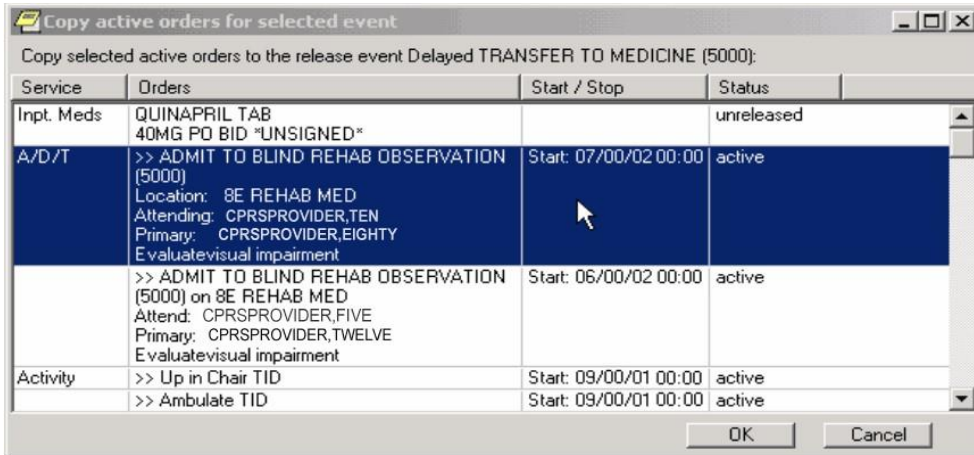 Copy active orders for selected event
Copy selected active orders to the release event Delayed TRANSFER TO MEDICINE (5000):
Service Orders Start / Stop Status
Inpt. Meds QUINAPRIL TAB unreleased
40MG PO BID *UNSIGNED*
A/D/T >> ADMIT TO BLIND REHAB OBSERVATION Start: 07/00/02 00:00 active
(5000)
Location: 8E REHAB MED
Attending: CPRSPROVIDER,TEN
Primary: CPRSPROVIDER,EIGHTY
Evaluatevisual impairment
>> ADMIT TO BLIND REHAB OBSERVATION Start: 06/00/02 00:00 active
(5000) on 8E REHAB MED
Attend: CPRSPROVIDER,FIVE
Primary: CPRSPROVIDER,TWELVE
Evaluatevisual impairment
Activity >> Up in Chair TID Start: 09/00/01 00:00 active
>> Ambulate TID Start: 09/00/01 00:00 active
OK Cancel